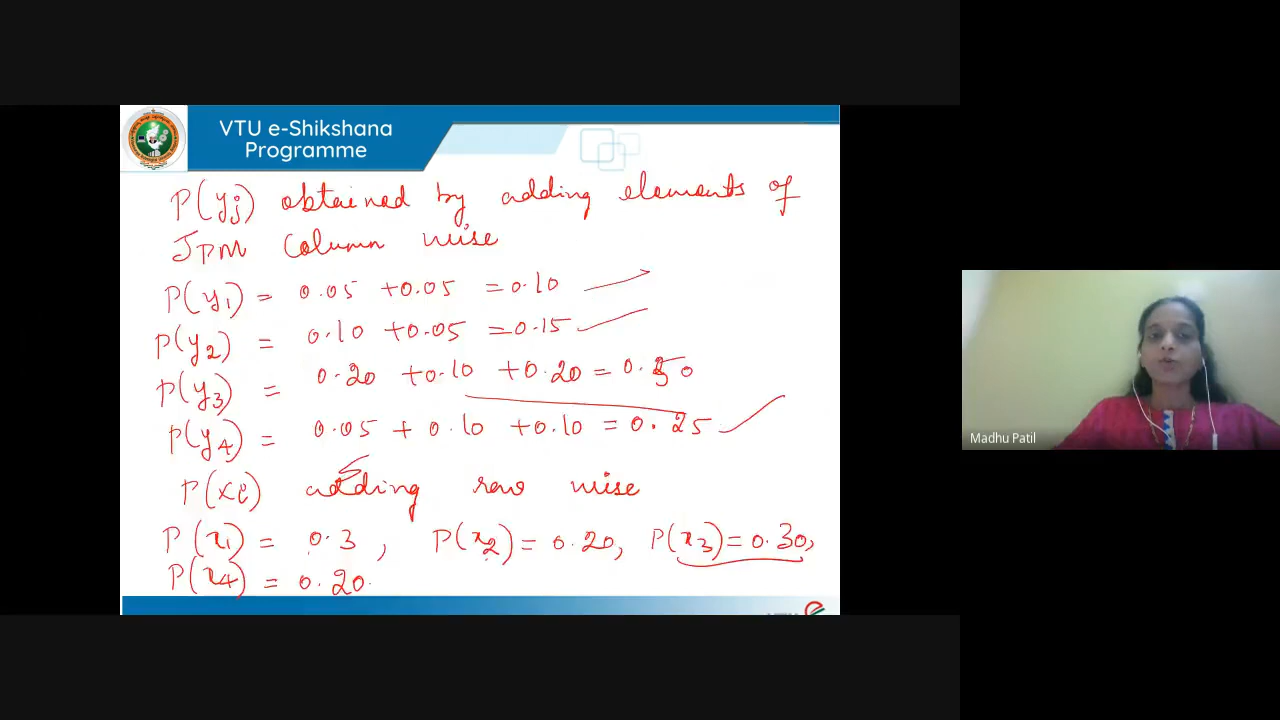 VTU e-Shikshana
Programme
P(yj) obtained by adding elements of
JPM Column wise
P(y1) = 0.05 +0.05 =0.10
P(y2) = 0.10 +0.05 =0.15
P(y3) = 0.20 +0.10 +0.20 = 0.50
P(y4) = 0.05 + 0.10 +0.10 = 0.25
P(xi) adding row wise
P(x1) = 0.3 , P(x2) = 0.20, P(x3) = 0.30,
P(x4) = 0.20.
Madhu Patil